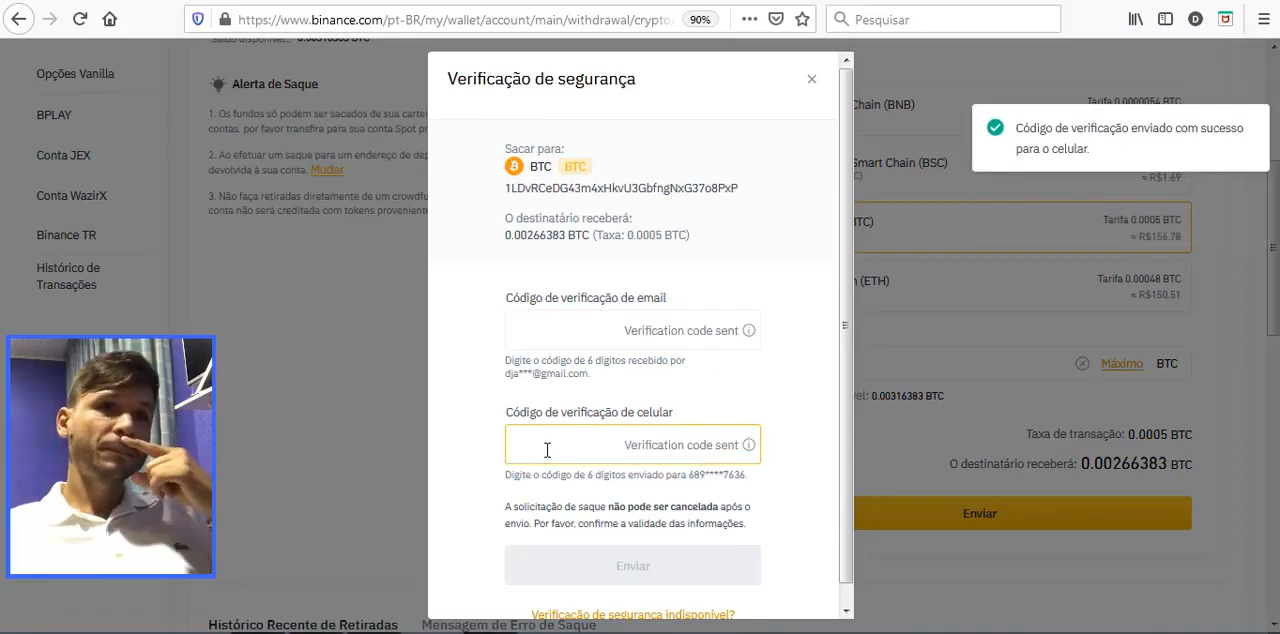 https://www.binance.com/pt-BR/my/wallet/account/main/withdrawal/crypto
90%
Pesquisar
Saldo disponível... 0.00316383 BTC
Opções Vanilla
BPLAY
Conta JEX
Conta WazirX
Binance TR
Histórico de
Transações
Alerta de Saque
1. Os fundos só podem ser sacados de sua cartei
contas, por favor transfira para sua conta Spot pr
2. Ao efetuar um saque para um endereço de dep
devolvida à sua conta. Mudar
3. Não faça retiradas diretamente de um crowdfu
conta não será creditada com tokens proveniente
Verificação de segurança
Sacar para:
BTC BTC
1LDvRCeDG43m4xHkvU3GbfngNxG37o8PxP
O destinatário receberá:
0.00266383 BTC (Taxa: 0.0005 BTC)
Código de verificação de email
Verification code sent
Digite o código de 6 dígitos recebido por
dja***@gmail.com.
Código de verificação de celular
Verification code sent
Digite o código de 6 dígitos enviado para 689****7636.
A solicitação de saque não pode ser cancelada após o
envio. Por favor, confirme a validade das informações.
Enviar
Verificação de segurança indisponível?
Código de verificação enviado com sucesso
para o celular.
Chain (BNB)
Tarifa 0.0000054 BTC
Smart Chain (BSC)
≈ R$1.69
TC)
Tarifa 0.0005 BTC
≈ R$156.78
(ETH)
Tarifa 0.00048 BTC
≈ R$150.51
Máximo BTC
vel: 0.00316383 BTC
Taxa de transação: 0.0005 BTC
O destinatário receberá: 0.00266383 BTC
Enviar
Histórico Recente de Retiradas
Mensagem de Erro de Saque